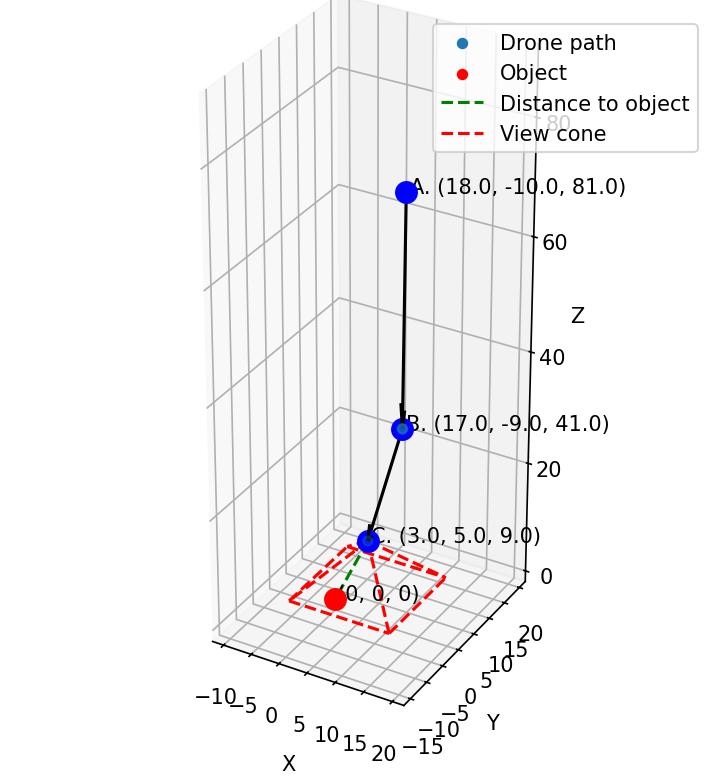 Drone path
Object
Distance to object
View cone
80
A. (18.0, -10.0, 81.0)
60
Z
40
B. (17.0, -9.0, 41.0)
20
C. (3.0, 5.0, 9.0)
0
(0, 0, 0)
20
15
10
5
0
−5
−10
−15
Y
−10
−5
0
5
10
15
20
X